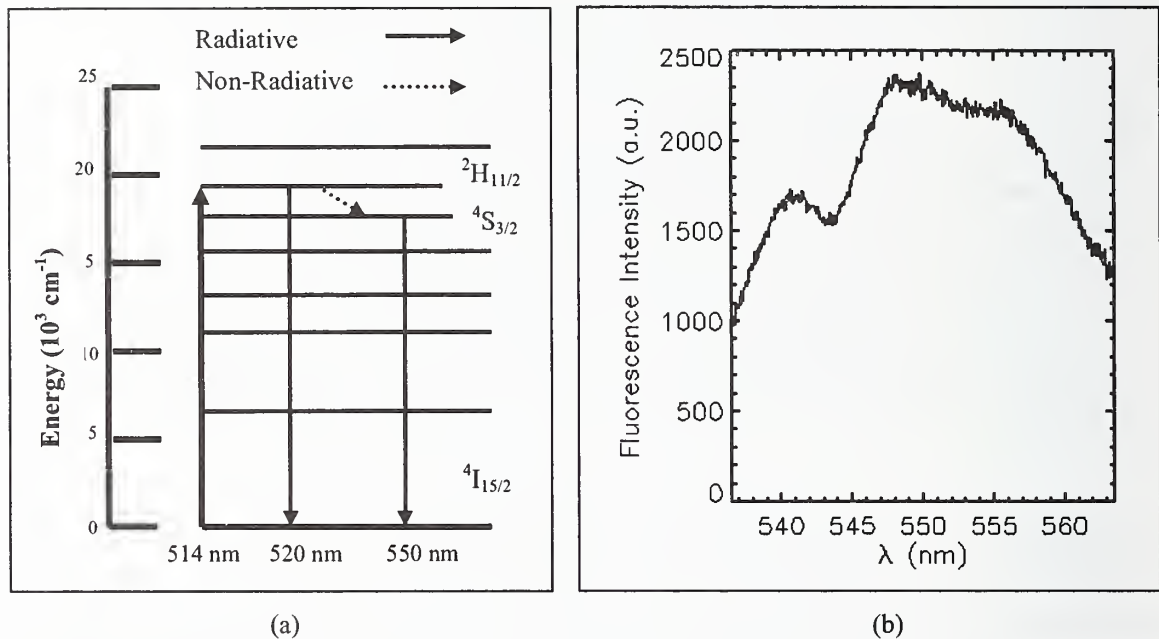 Radiative
Non-Radiative
25
20
5
10
5
0
Energy (10³ cm⁻¹)
²H₁₁/₂
⁴S₃/₂
⁴I₁₅/₂
514 nm 520 nm 550 nm
(a)
2500
2000
1500
1000
500
0
Fluorescence Intensity (a.u.)
540 545 550 555 560
λ (nm)
(b)